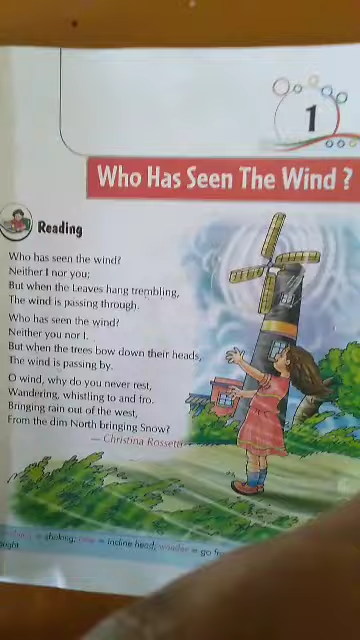 1
Who Has Seen The Wind ?
Reading
Who has seen the wind?
Neither I nor you;
But when the Leaves hang trembling,
The wind is passing through.
Who has seen the wind?
Neither you nor I.
But when the trees bow down their heads,
The wind is passing by.
O wind, why do you never rest,
Wandering, whistling to and fro.
Bringing rain out of the west,
From the dim North bringing Snow?
— Christina Rossetti
= shaking; = incline head; wander = go